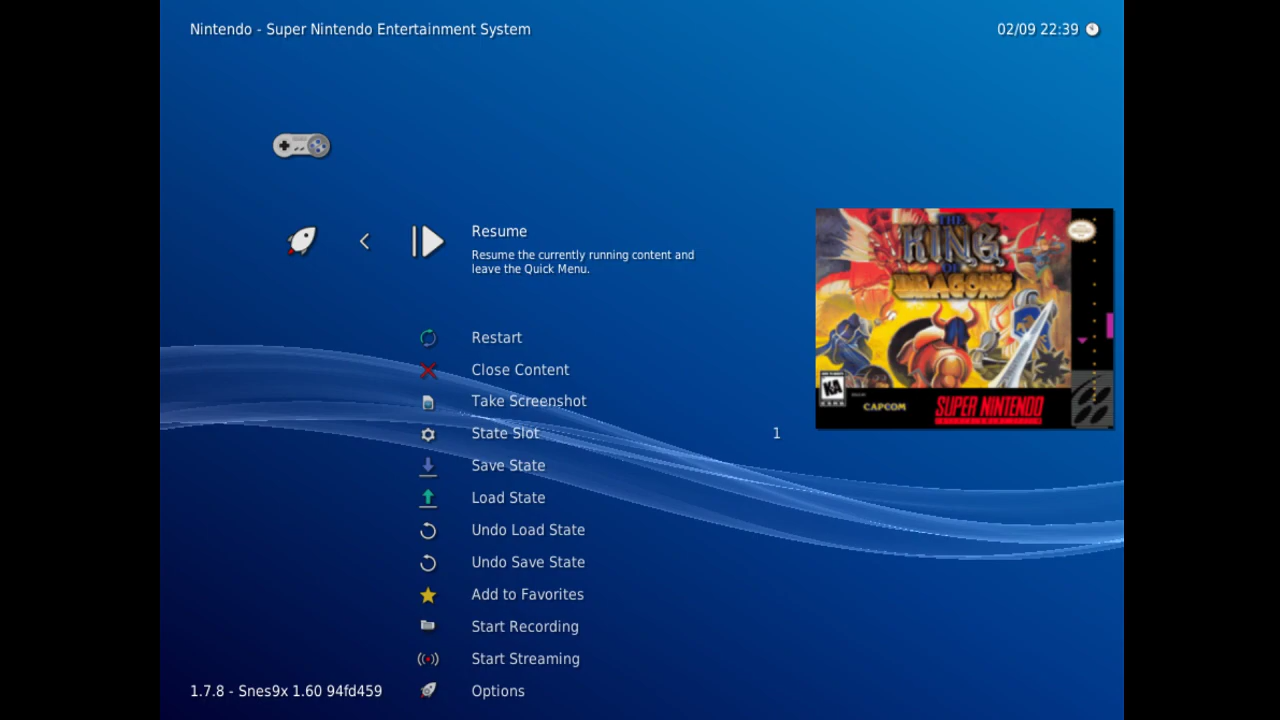 Nintendo - Super Nintendo Entertainment System
02/09 22:39
Resume
Resume the currently running content and
leave the Quick Menu.
THE
KING
OF
DRAGONS
KA
CAPCOM
SUPER NINTENDO
Restart
Close Content
Take Screenshot
State Slot
1
Save State
Load State
Undo Load State
Undo Save State
Add to Favorites
Start Recording
Start Streaming
1.7.8 - Snes9x 1.60 94fd459
Options